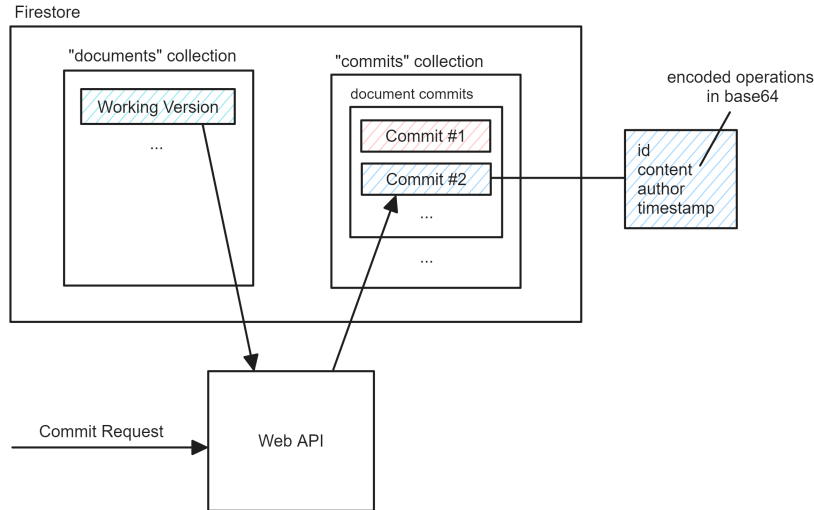 Firestore
"documents" collection
Working Version
...
"commits" collection
document commits
Commit #1
Commit #2
...
...
encoded operations
in base64
id
content
author
timestamp
Commit Request
Web API